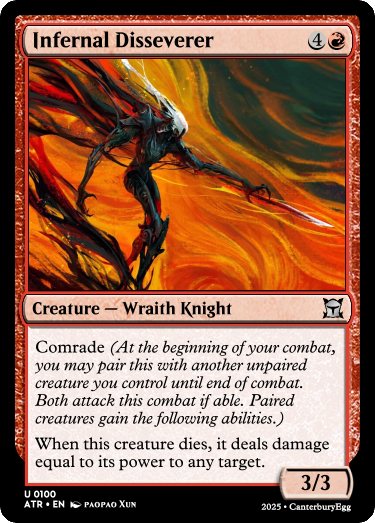 Infernal Disseverer 4
Creature — Wraith Knight
Comrade (At the beginning of your combat,
you may pair this with another unpaired
creature you control until end of combat.
Both attack this combat if able. Paired
creatures gain the following abilities.)
When this creature dies, it deals damage
equal to its power to any target.
3/3
U 0100
ATR • EN PAOPAO XUN
2025 • CanterburyEgg